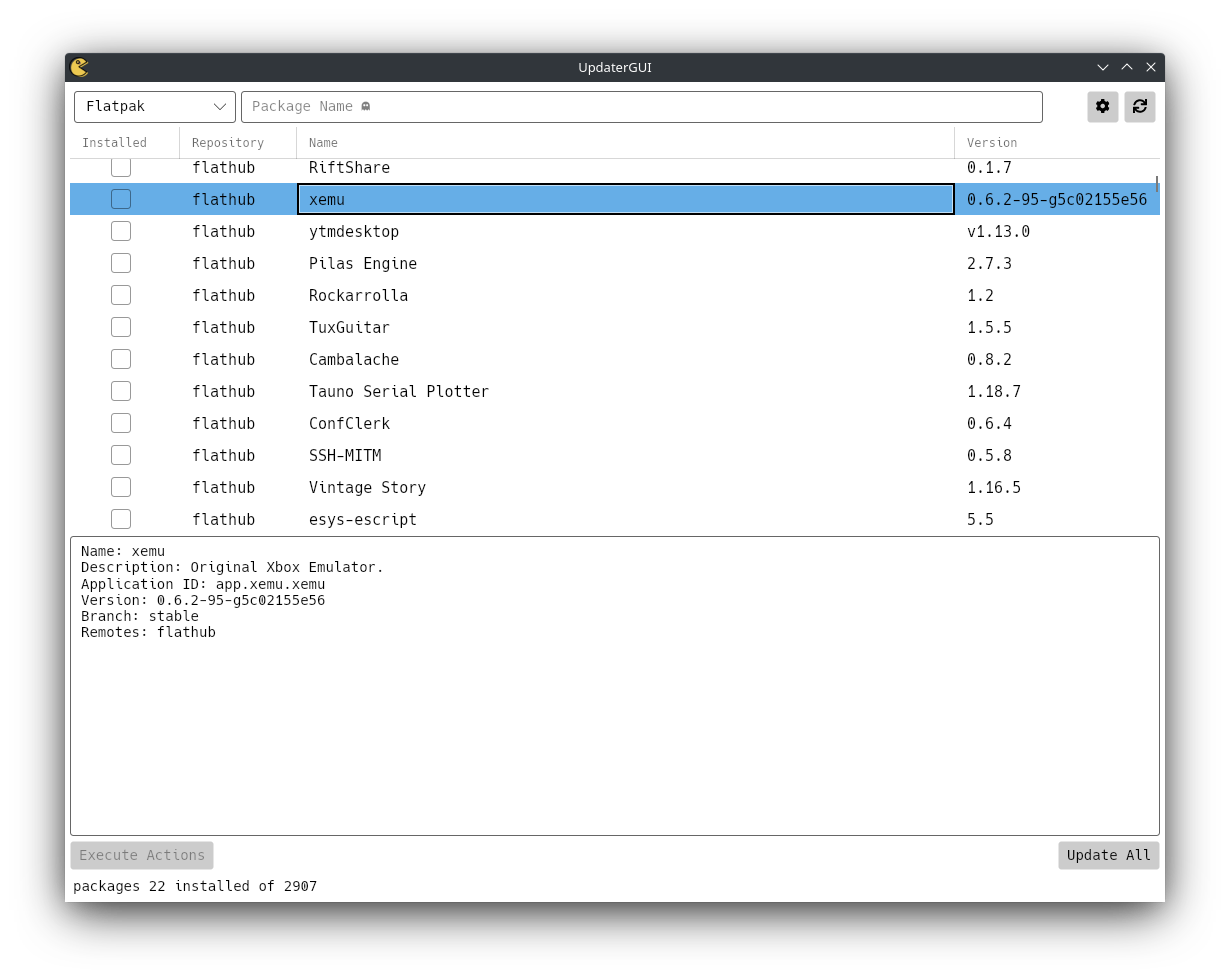 UpdaterGUI
Flatpak Package Name
Installed Repository Name Version
flathub RiftShare 0.1.7
flathub xemu 0.6.2-95-g5c02155e56
flathub ytmdesktop v1.13.0
flathub Pilas Engine 2.7.3
flathub Rockarrolla 1.2
flathub TuxGuitar 1.5.5
flathub Cambalache 0.8.2
flathub Tauno Serial Plotter 1.18.7
flathub ConfClerk 0.6.4
flathub SSH-MITM 0.5.8
flathub Vintage Story 1.16.5
flathub esys-escript 5.5
Name: xemu
Description: Original Xbox Emulator.
Application ID: app.xemu.xemu
Version: 0.6.2-95-g5c02155e56
Branch: stable
Remotes: flathub
Execute Actions Update All
packages 22 installed of 2907